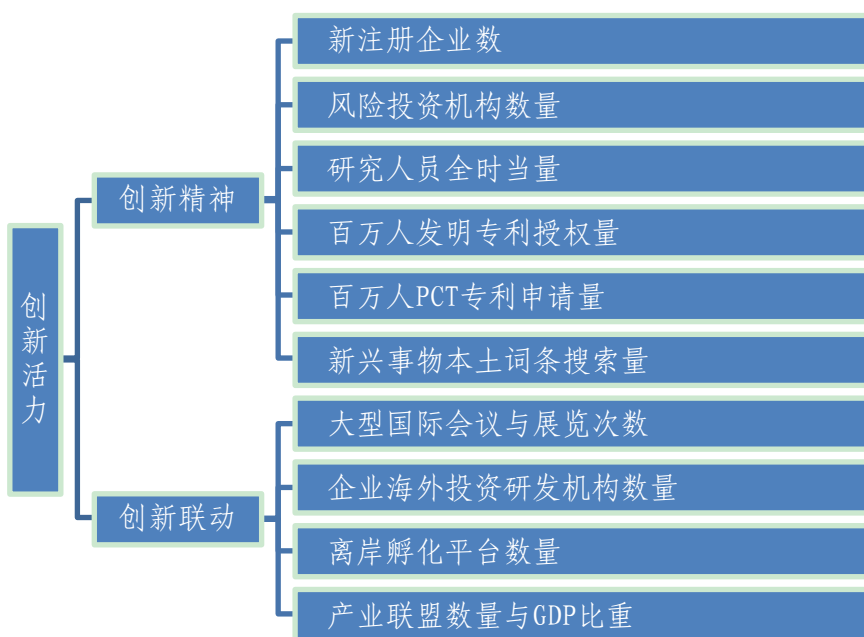 创新活力
创新精神
新注册企业数
风险投资机构数量
研究人员全时当量
百万人发明专利授权量
百万人PCT专利申请量
新兴事物本土词条搜索量
创新联动
大型国际会议与展览次数
企业海外投资研发机构数量
离岸孵化平台数量
产业联盟数量与GDP比重